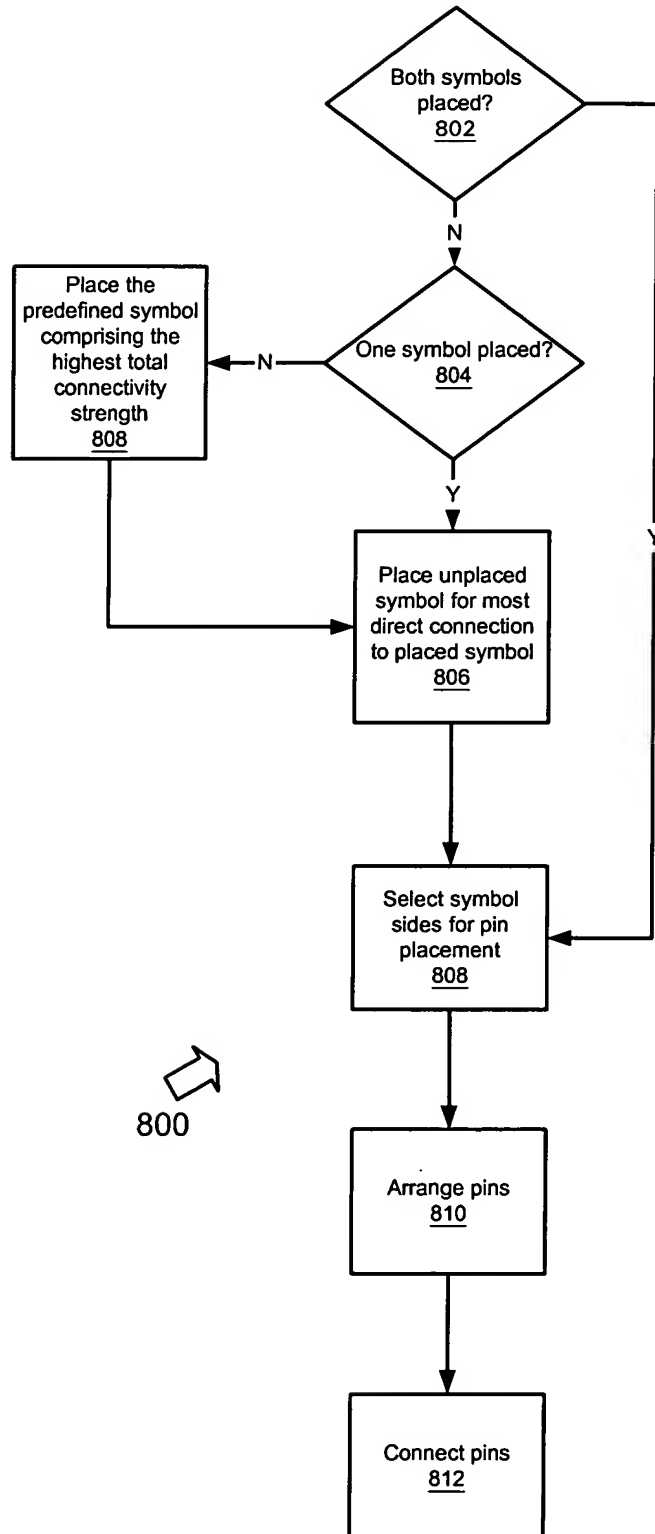 Both symbols
placed?
802
N
Place the
predefined symbol
comprising the
highest total
connectivity
strength
808
N
One symbol placed?
804
Y
Y
Place unplaced
symbol for most
direct connection
to placed symbol
806
Select symbol
sides for pin
placement
808
800
Arrange pins
810
Connect pins
812